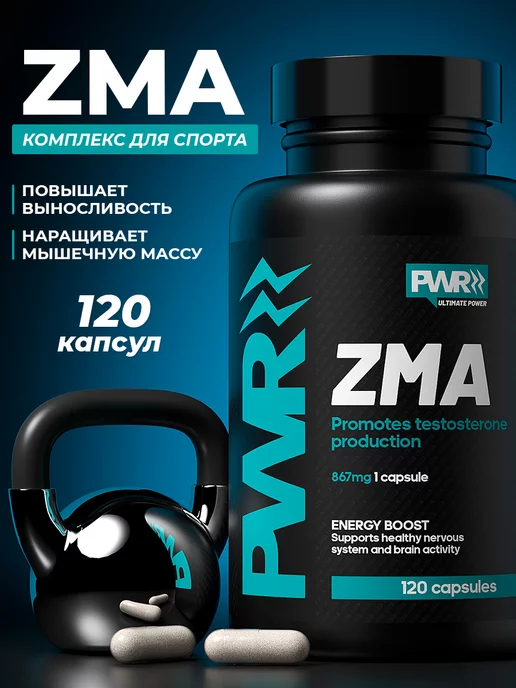 ZMA
КОМПЛЕКС ДЛЯ СПОРТА
ПОВЫШАЕТ
ВЫНОСЛИВОСТЬ
НАРАЩИВАЕТ
МЫШЕЧНУЮ МАССУ
120
капсул
PWR
PWR
ULTIMATE POWER
ZMA
Promotes testosterone
production
867mg 1 capsule
ENERGY BOOST
Supports healthy nervous
system and brain activity
120 capsules